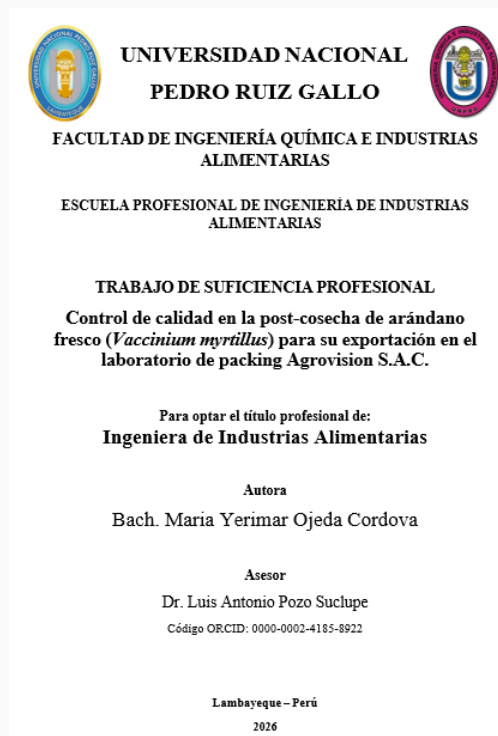 UNIVERSIDAD NACIONAL
PEDRO RUIZ GALLO
FACULTAD DE INGENIERÍA QUÍMICA E INDUSTRIAS
ALIMENTARIAS
ESCUELA PROFESIONAL DE INGENIERÍA DE INDUSTRIAS
ALIMENTARIAS
TRABAJO DE SUFICIENCIA PROFESIONAL
Control de calidad en la post-cosecha de arándano
fresco (Vaccinium myrtillus) para su exportación en el
laboratorio de packing Agrovision S.A.C.
Para optar el título profesional de:
Ingeniera de Industrias Alimentarias
Autora
Bach. Maria Yerimar Ojeda Cordova
Asesor
Dr. Luis Antonio Pozo Suclupe
Código ORCID: 0000-0002-4185-8922
Lambayeque – Perú
2026